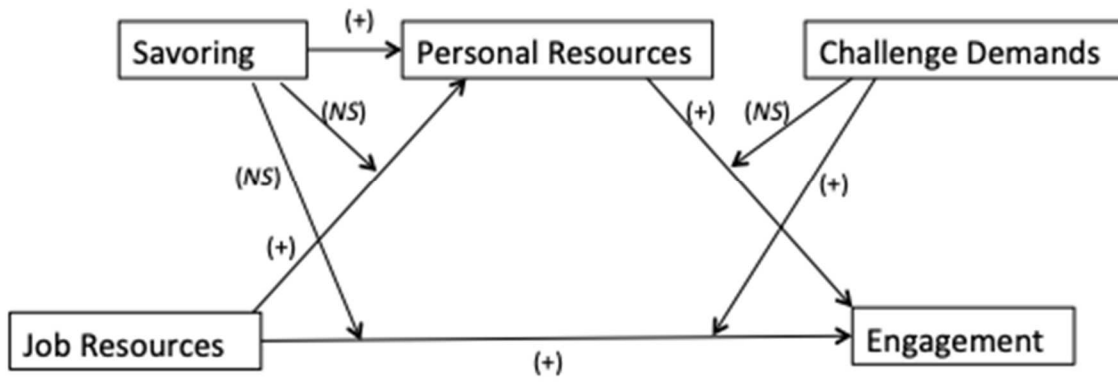 (+)
Savoring
Personal Resources
Challenge Demands
(NS)
(+)
(NS)
(NS)
(+)
(+)
Job Resources
Engagement
(+)